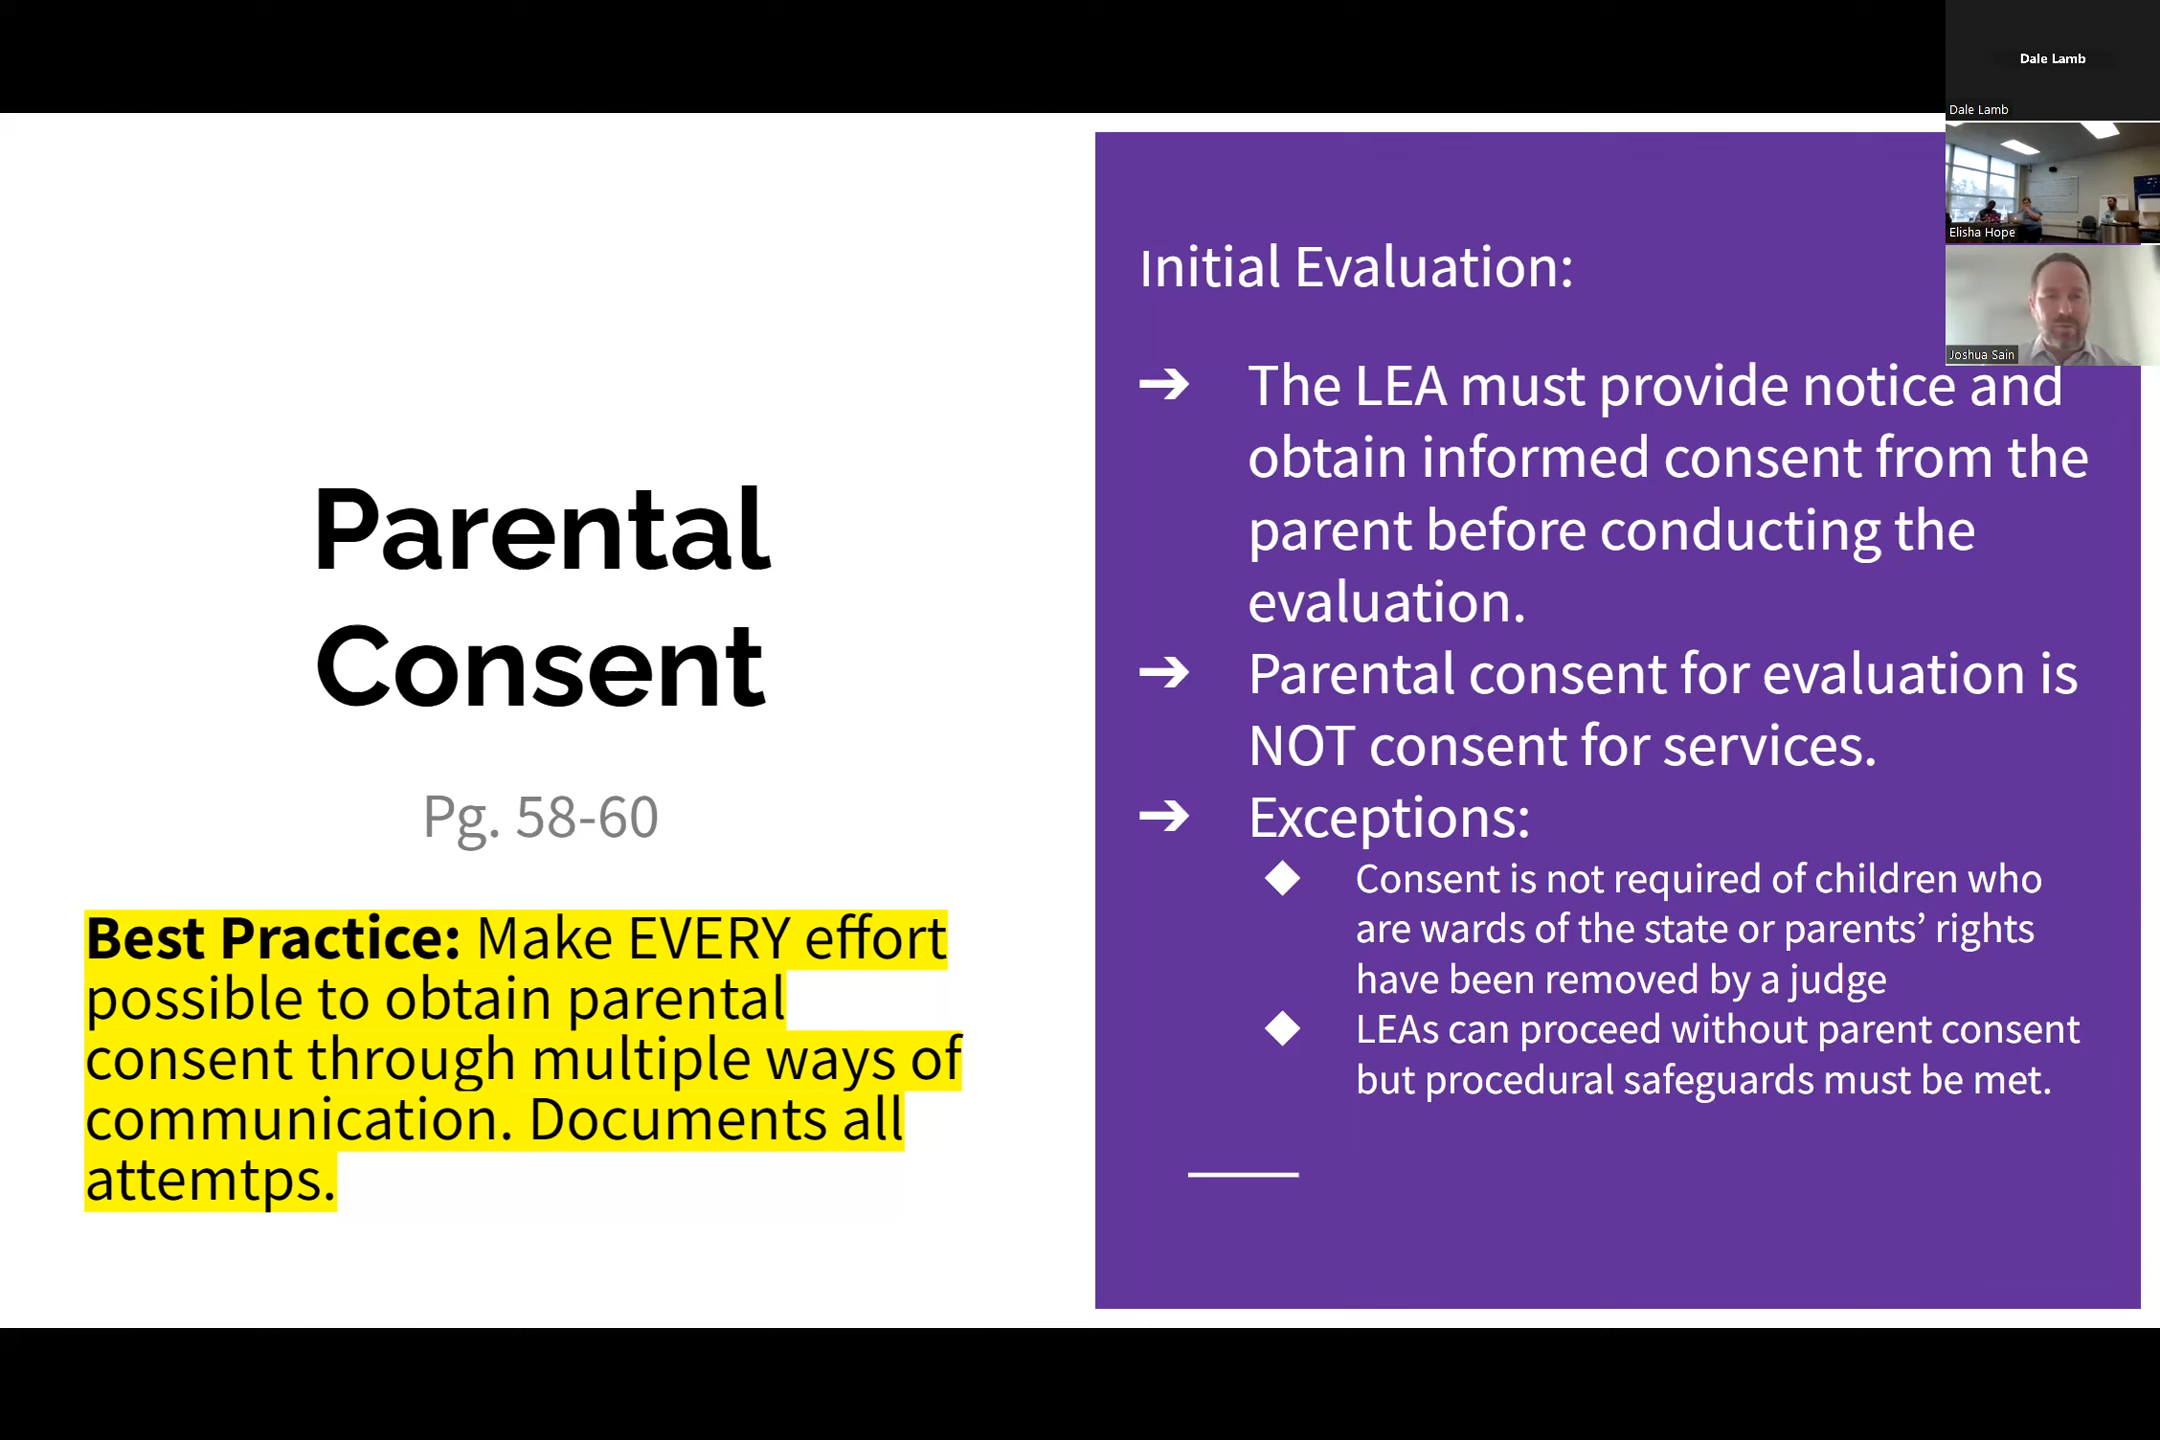 Parental
Consent
Pg. 58-60
Best Practice: Make EVERY effort
possible to obtain parental
consent through multiple ways of
communication. Documents all
attemtps.
Initial Evaluation:
➔ The LEA must provide notice and
obtain informed consent from the
parent before conducting the
evaluation.
➔ Parental consent for evaluation is
NOT consent for services.
➔ Exceptions:
◆ Consent is not required of children who
are wards of the state or parents’ rights
have been removed by a judge
◆ LEAs can proceed without parent consent
but procedural safeguards must be met.
Dale Lamb
Dale Lamb
Elisha Hope
Joshua Sain